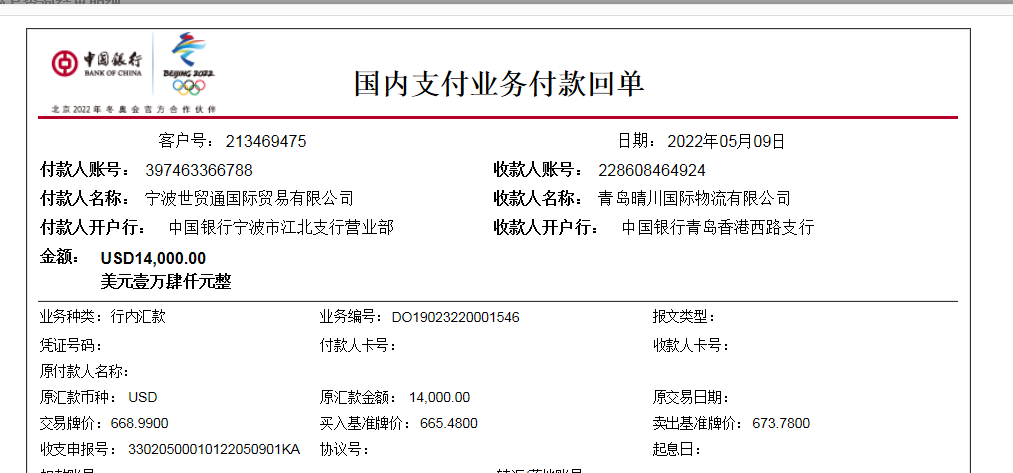 中国银行
BANK OF CHINA
BEIJING 2022
北京2022年冬奥会官方合作伙伴
国内支付业务付款回单
客户号：213469475 日期：2022年05月09日
付款人账号：397463366788 收款人账号：228608464924
付款人名称：宁波世贸通国际贸易有限公司 收款人名称：青岛晴川国际物流有限公司
付款人开户行：中国银行宁波市江北支行营业部 收款人开户行：中国银行青岛香港西路支行
金额：USD14,000.00
美元壹万肆仟元整
业务种类：行内汇款 业务编号：DO19023220001546 报文类型：
凭证号码： 付款人卡号： 收款人卡号：
原付款人名称：
原汇款币种：USD 原汇款金额：14,000.00 原交易日期：
交易牌价：668.9900 买入基准牌价：665.4800 卖出基准牌价：673.7800
收支申报号：33020500010122050901KA 协议号： 起息日：